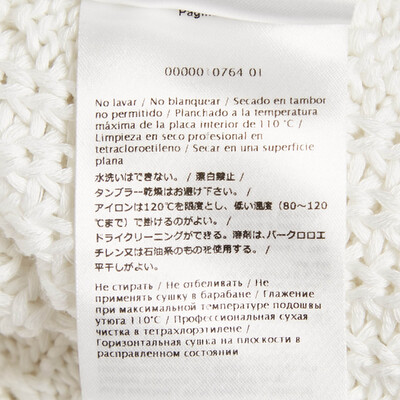 0000010764 01
No lavar / No blanquear / Secado en tambor
no permitido / Planchado a la temperatura
máxima de la placa interior de 110 °C /
Limpieza en seco profesional en
tetracloroetileno / Secar en una superficie
plana
水洗いはできない。 / 漂白禁止 /
タンブラー乾燥はお避け下さい。 /
アイロンは120℃を限度とし、低い温度（80～120
℃まで）で掛けるのがよい。 /
ドライクリーニングができる。溶剤は、パークロロエ
チレン又は石油系のものを使用する。 /
平干しがよい。
Не стирать / Не отбеливать / Не
применять сушку в барабане / Глажение
при максимальной температуре подошвы
утюга 110°C / Профессиональная сухая
чистка в тетрахлорэтилене /
Горизонтальная сушка на плоскости в
расправленном состоянии